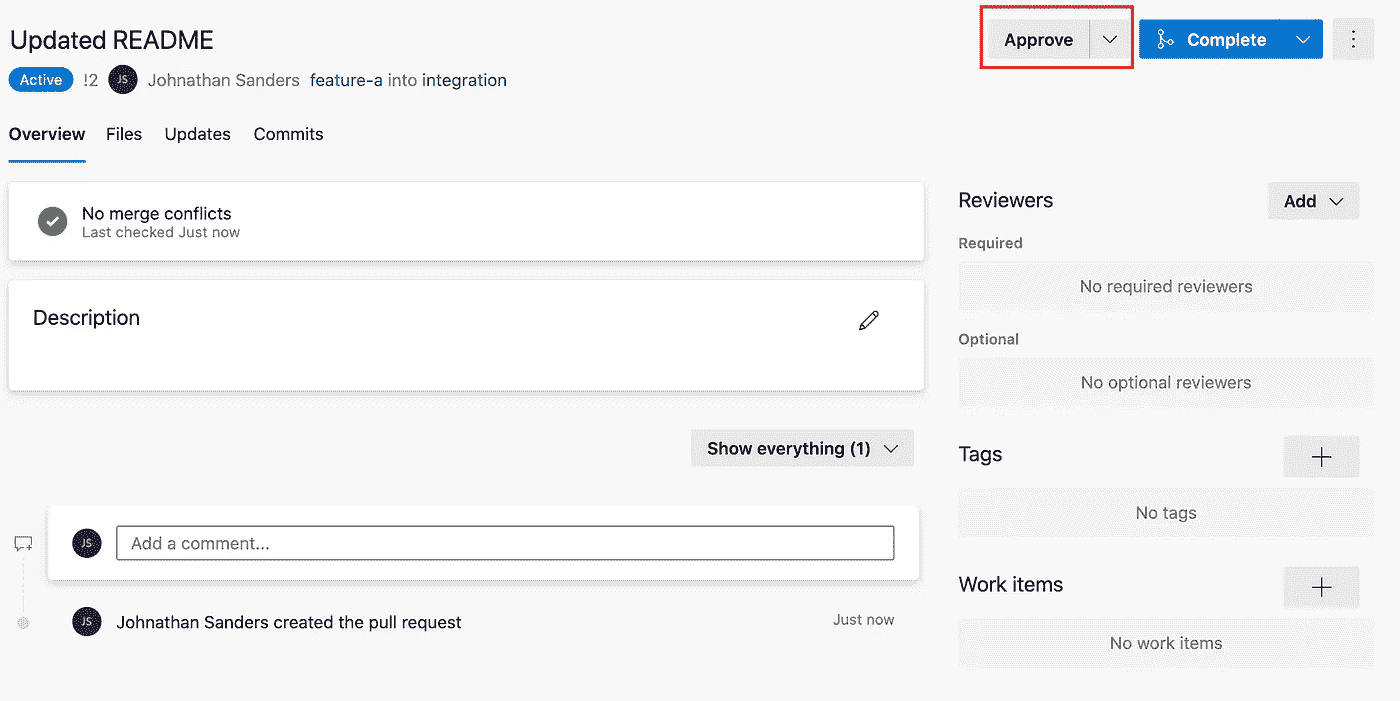 Updated README
Approve
Complete
Active !2 JS Johnathan Sanders feature-a into integration
Overview Files Updates Commits
No merge conflicts
Last checked Just now
Description
Show everything (1)
JS Add a comment...
JS Johnathan Sanders created the pull request Just now
Reviewers Add
Required
No required reviewers
Optional
No optional reviewers
Tags
No tags
Work items
No work items